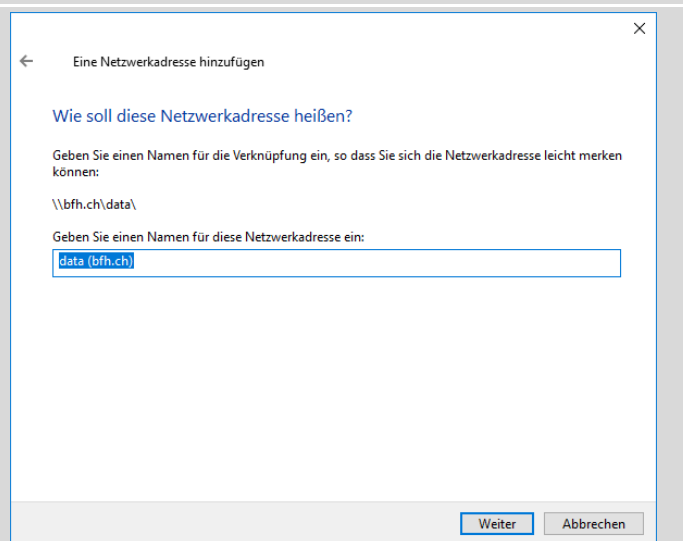 Eine Netzwerkadresse hinzufügen
Wie soll diese Netzwerkadresse heißen?
Geben Sie einen Namen für die Verknüpfung ein, so dass Sie sich die Netzwerkadresse leicht merken
können:
\\bfh.ch\data\
Geben Sie einen Namen für diese Netzwerkadresse ein:
data (bfh.ch)
Weiter Abbrechen